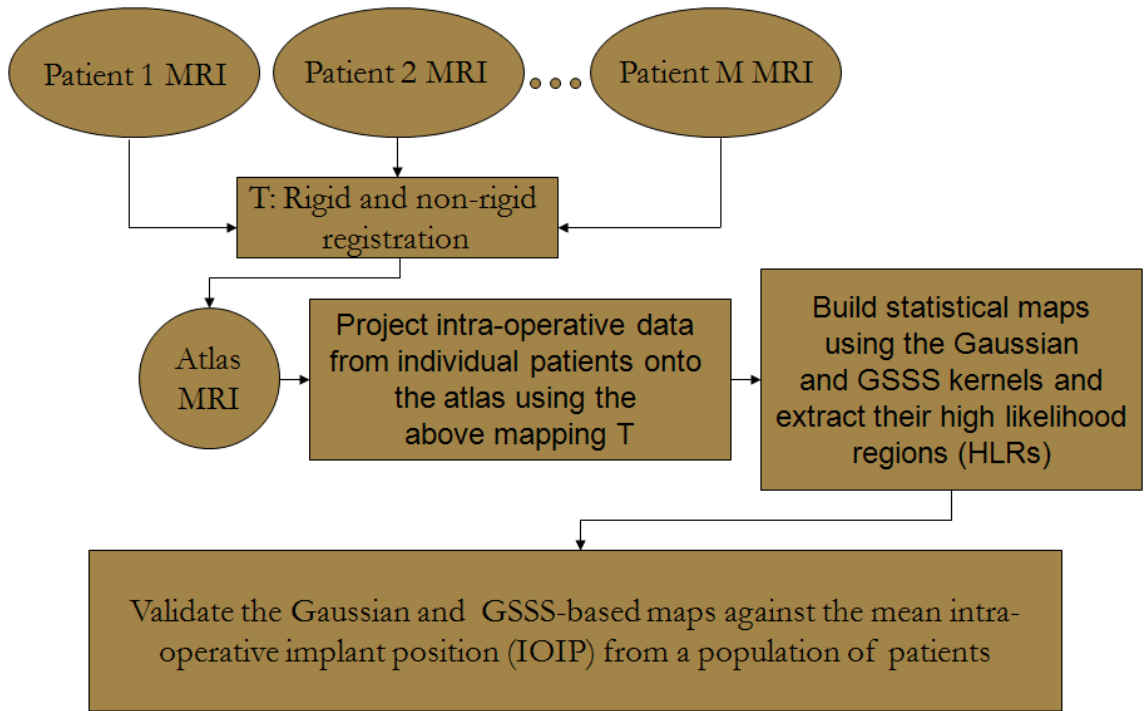 Patient 1 MRI
Patient 2 MRI
Patient M MRI
T: Rigid and non-rigid
registration
Atlas
MRI
Project intra-operative data
from individual patients onto
the atlas using the
above mapping T
Build statistical maps
using the Gaussian
and GSSS kernels and
extract their high likelihood
regions (HLRs)
Validate the Gaussian and GSSS-based maps against the mean intra-
operative implant position (IOIP) from a population of patients